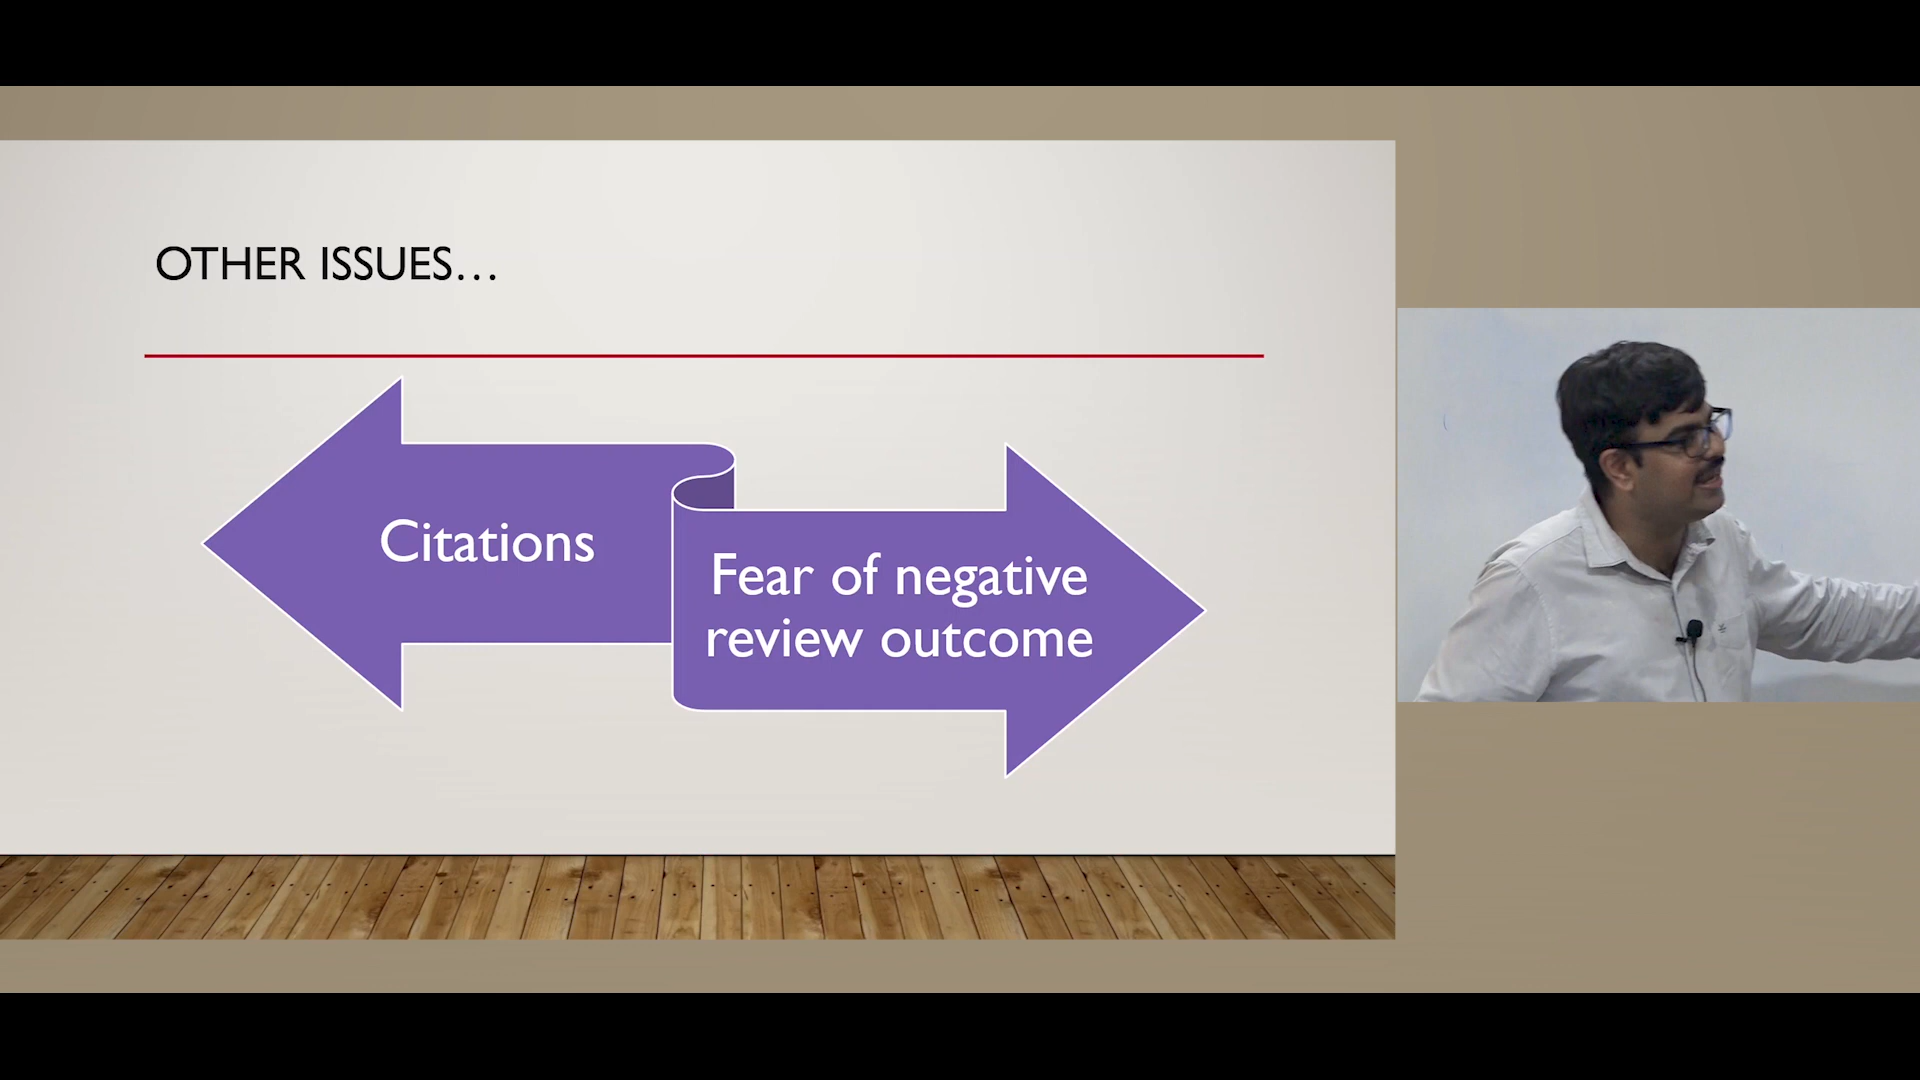 OTHER ISSUES…
Citations
Fear of negative
review outcome